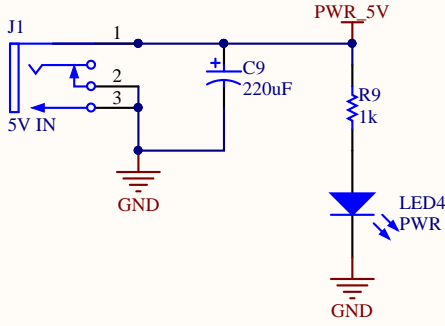 J1
1
PWR_5V
2
3
5V IN
C9
220uF
R9
1k
GND
LED4
PWR
GND